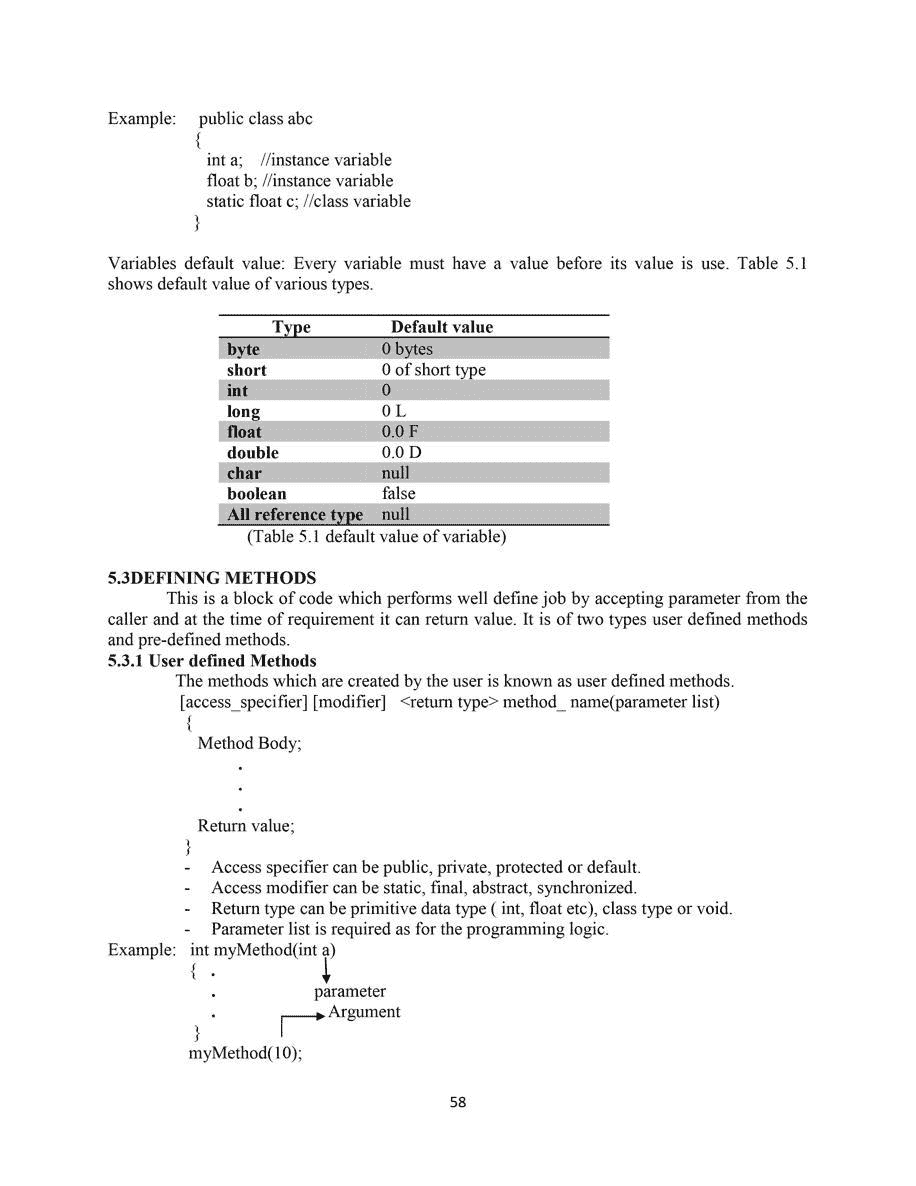 Example: public class abc
{
int a; //instance variable
float b; //instance variable
static float c; //class variable
}
Variables default value: Every variable must have a value before its value is use. Table 5.1
shows default value of various types.
Type Default value
byte 0 bytes
short 0 of short type
int 0
long 0 L
float 0.0 F
double 0.0 D
char null
boolean false
All reference type null
(Table 5.1 default value of variable)
5.3DEFINING METHODS
This is a block of code which performs well define job by accepting parameter from the
caller and at the time of requirement it can return value. It is of two types user defined methods
and pre-defined methods.
5.3.1 User defined Methods
The methods which are created by the user is known as user defined methods.
[access_specifier] [modifier] <return type> method_ name(parameter list)
{
Method Body;
.
.
.
Return value;
}
- Access specifier can be public, private, protected or default.
- Access modifier can be static, final, abstract, synchronized.
- Return type can be primitive data type ( int, float etc), class type or void.
- Parameter list is required as for the programming logic.
Example: int myMethod(int a)
{ .
. parameter
. Argument
}
myMethod(10);
58